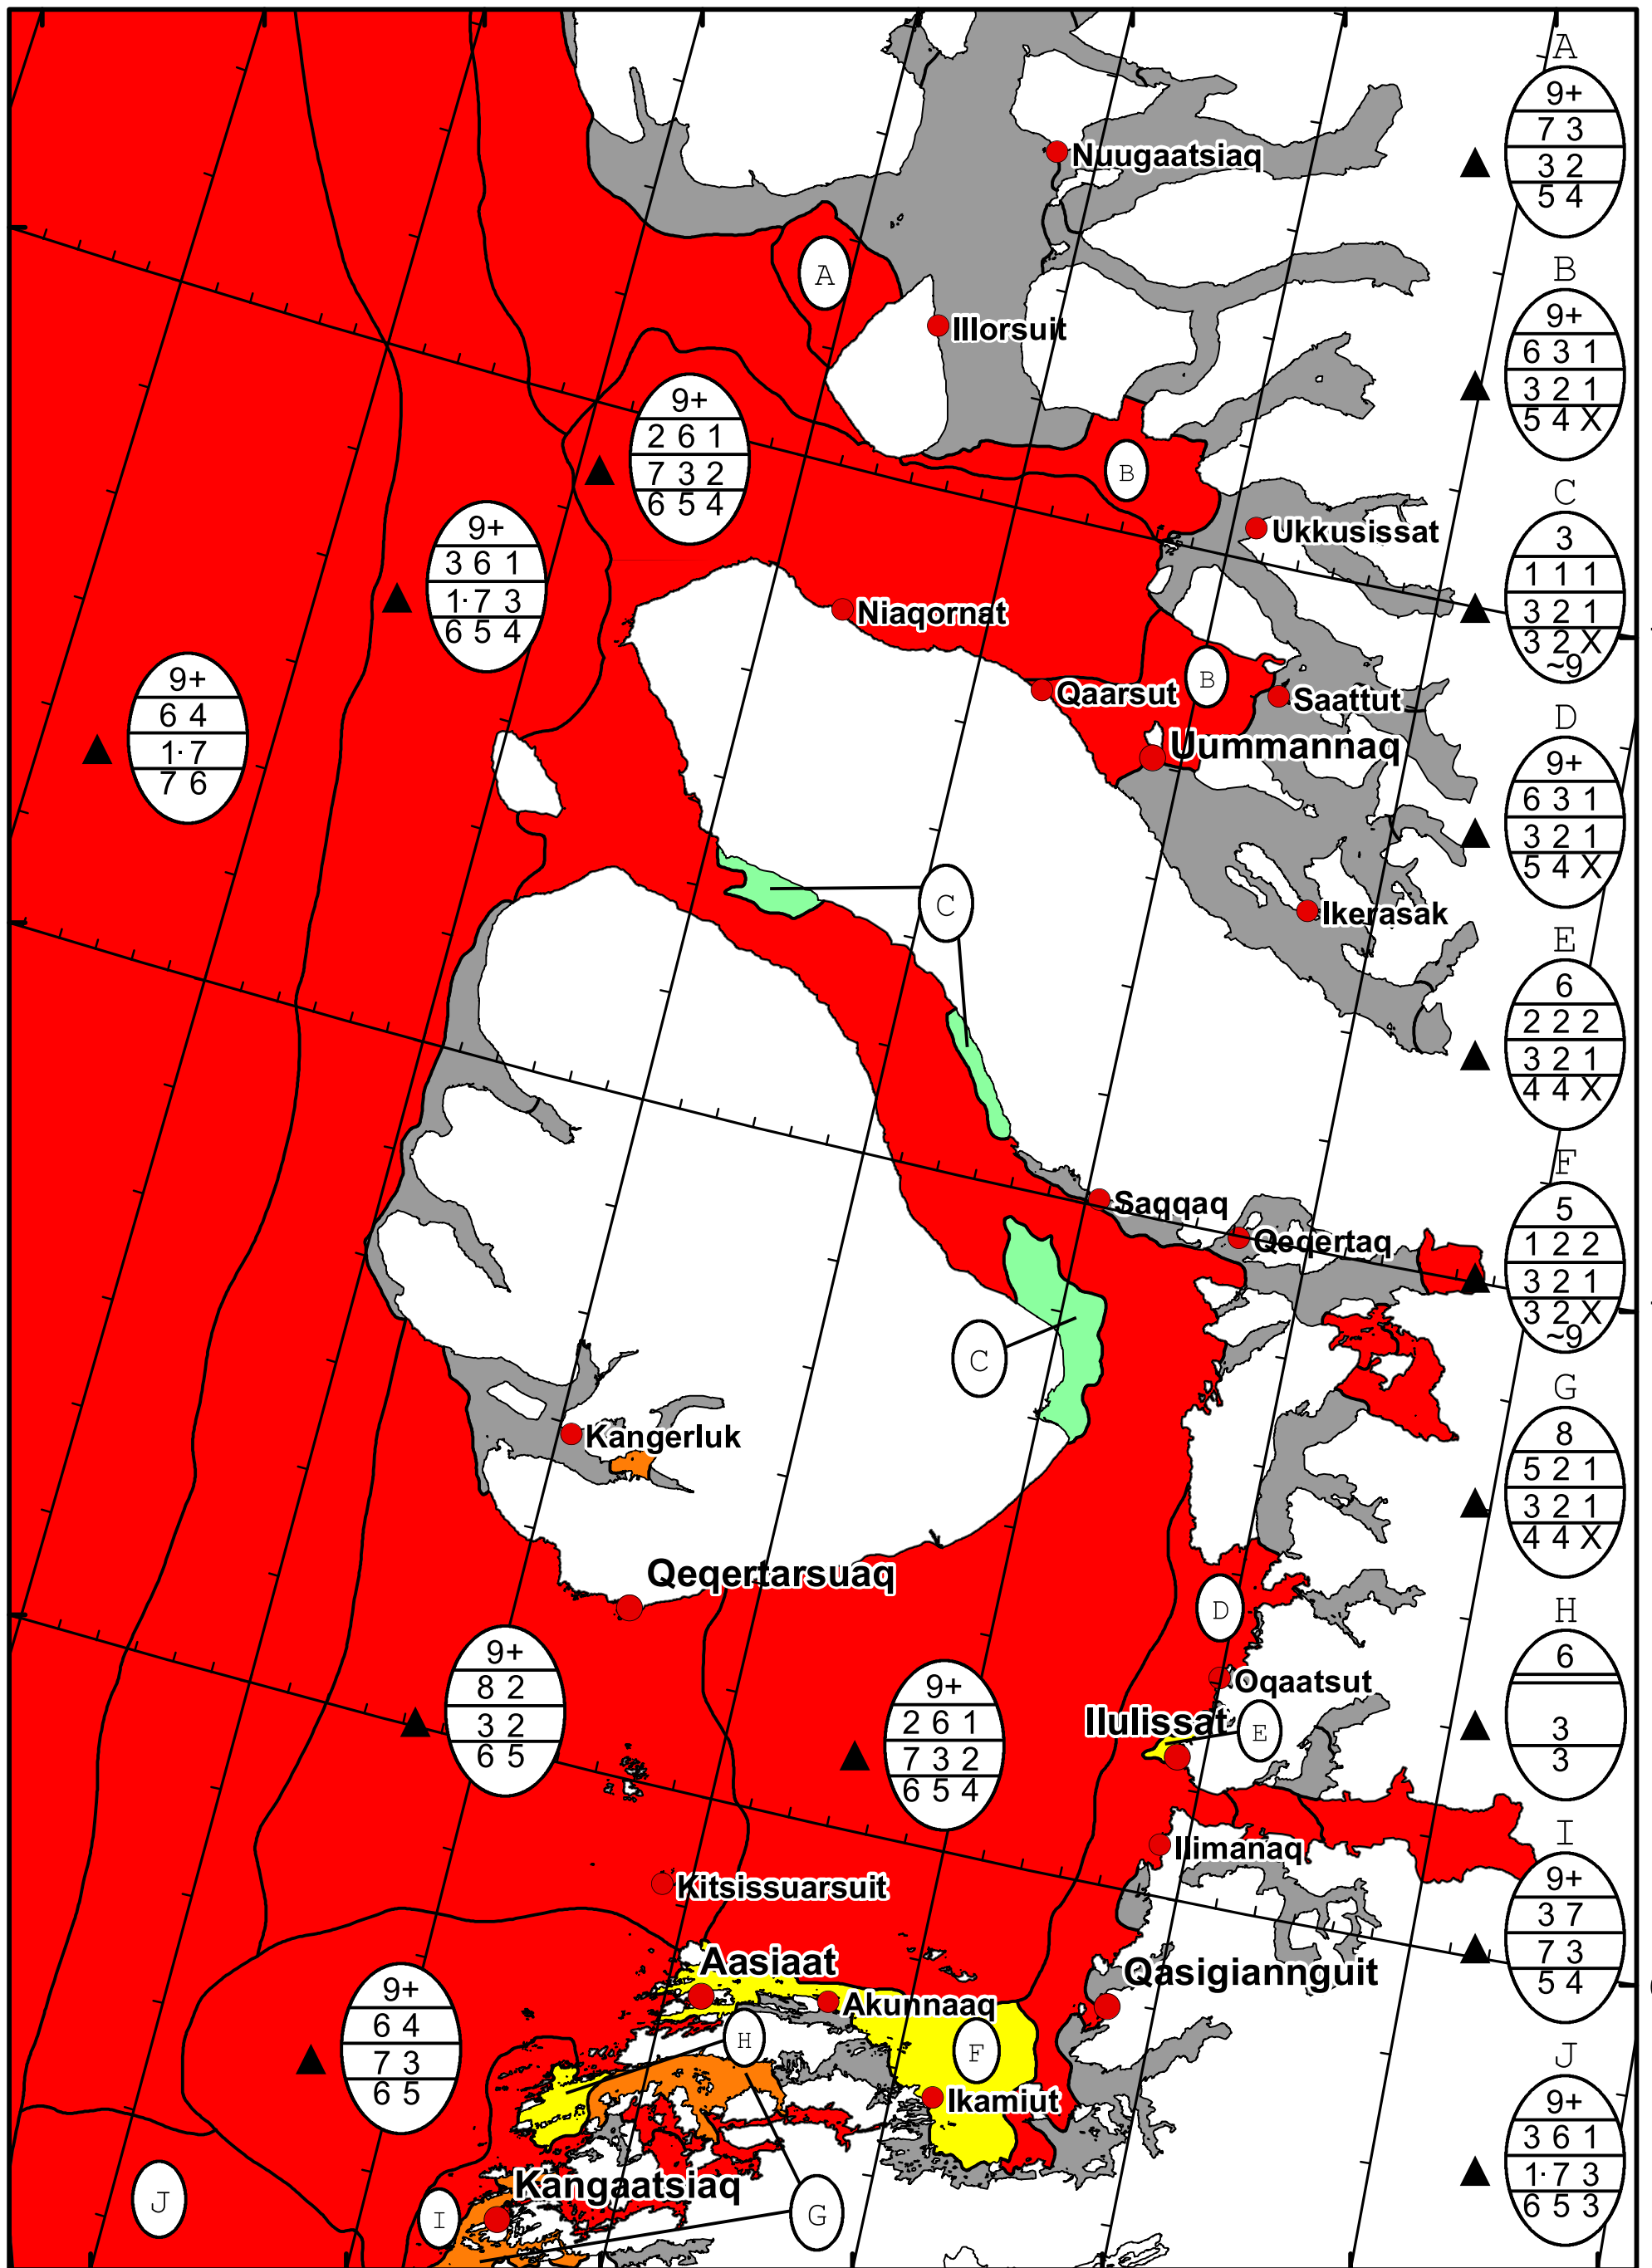 A
9+
7 3
3 2
5 4
Nuugaatsiaq
A
Illorsuit
B
9+
6 3 1
3 2 1
5 4 X
9+
2 6 1
7 3 2
6 5 4
B
C
3
1 1 1
3 2 1
3 2 X
~9
9+
3 6 1
1·7 3
6 5 4
Ukkusissat
Niaqornat
9+
6 4
1·7
7 6
B
Qaarsut
Saattut
Uummannaq
D
9+
6 3 1
3 2 1
5 4 X
C
Ikerasak
E
6
2 2 2
3 2 1
4 4 X
F
5
1 2 2
3 2 1
3 2 X
~9
Saqqaq
Qeqertaq
C
G
8
5 2 1
3 2 1
4 4 X
Kangerluk
Qeqertarsuaq
D
H
6
3
3
9+
8 2
3 2
6 5
9+
2 6 1
7 3 2
6 5 4
Oqaatsut
Ilulissat
E
I
9+
3 7
7 3
5 4
Ilimanaq
Kitsissuarsuit
Aasiaat
Qasigiannguit
Akunnaaq
9+
6 4
7 3
6 5
H
F
J
9+
3 6 1
1·7 3
6 5 3
Ikamiut
Kangaatsiaq
J
I
G